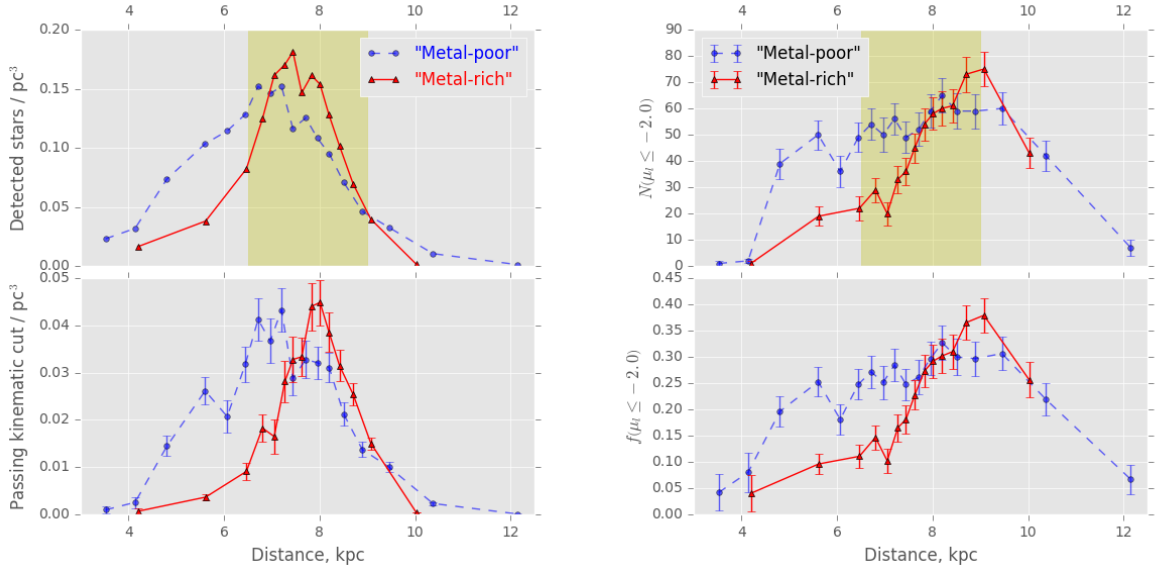 4 6 8 10 12
0.20
0.15
0.10
0.05
0.00
Detected stars / pc³
"Metal-poor"
"Metal-rich"
0.05
0.04
0.03
0.02
0.01
0.00
Passing kinematic cut / pc³
4 6 8 10 12
Distance, kpc
4 6 8 10 12
90
80
70
60
50
40
30
20
10
0
N(μ_l ≤ −2.0)
"Metal-poor"
"Metal-rich"
0.45
0.40
0.35
0.30
0.25
0.20
0.15
0.10
0.05
0.00
f(μ_l ≤ −2.0)
4 6 8 10 12
Distance, kpc